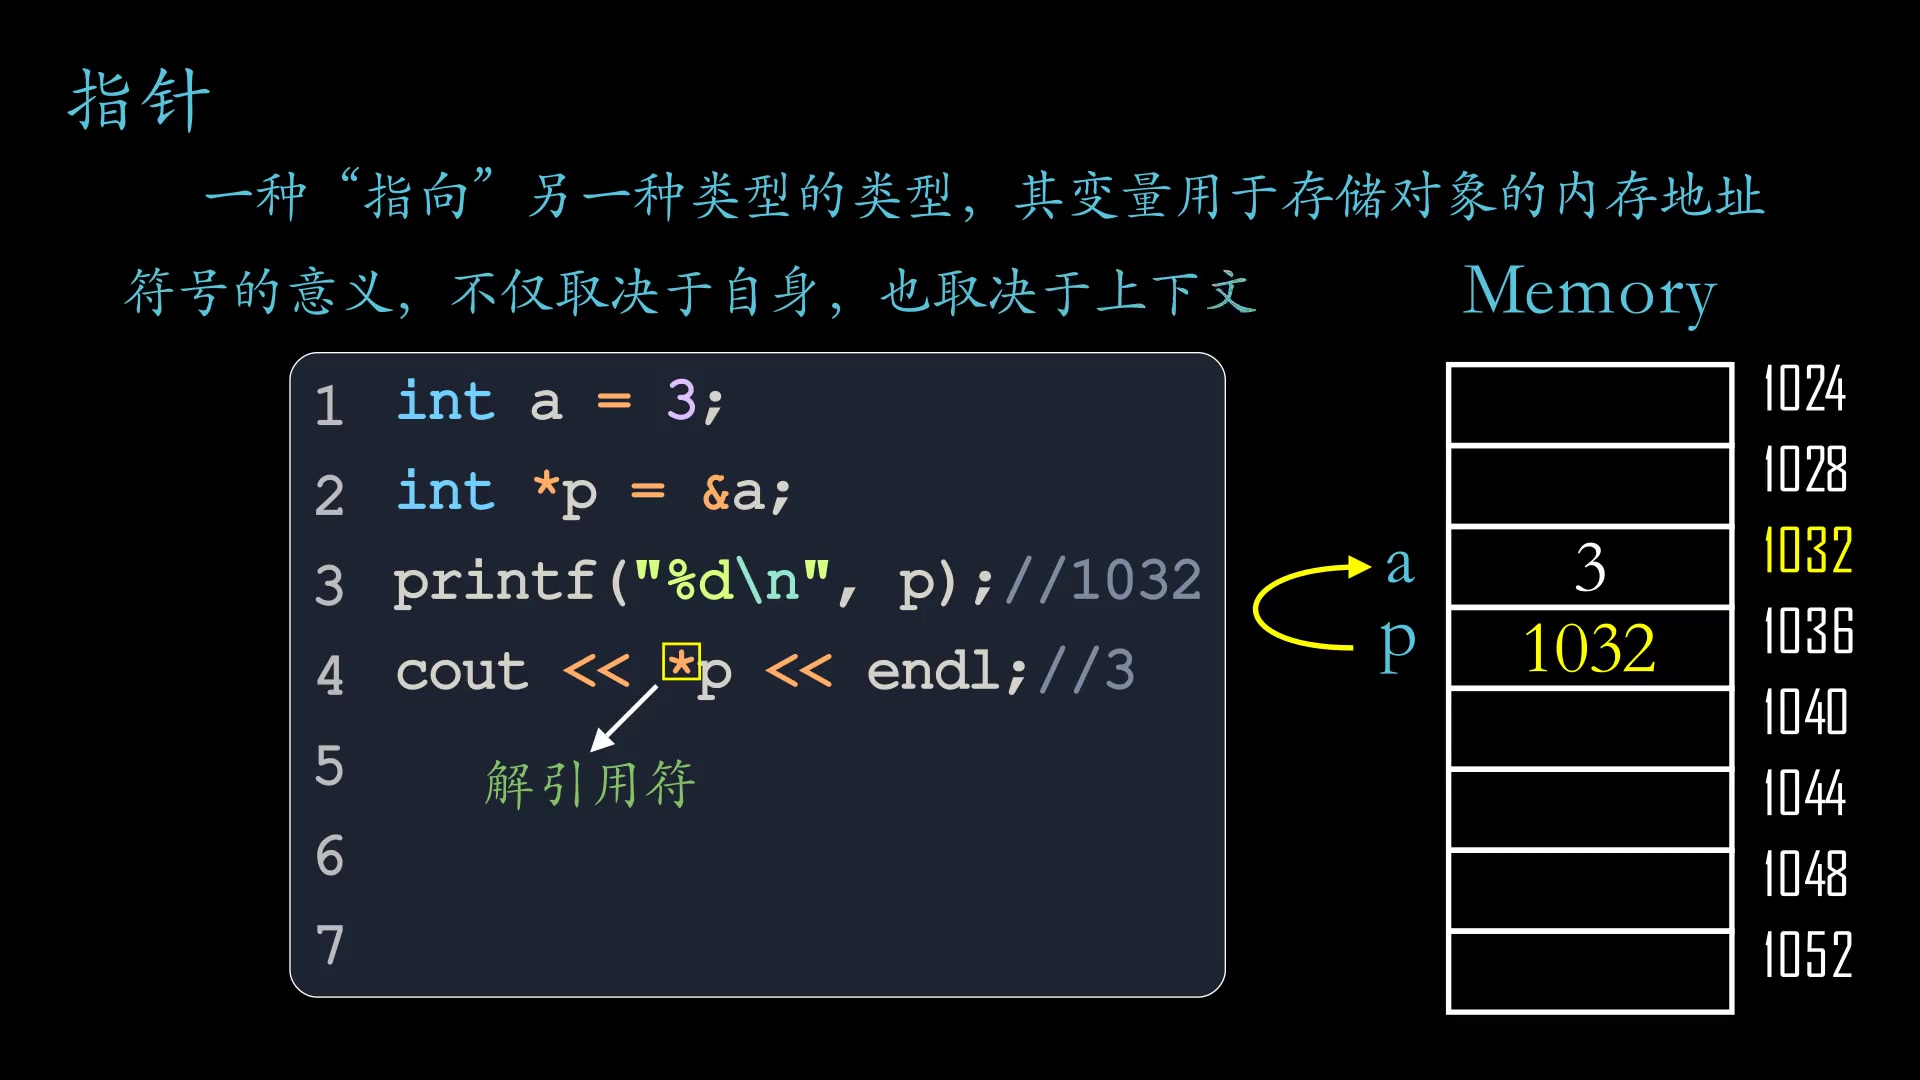 指针
一种“指向”另一种类型的类型，其变量用于存储对象的内存地址
符号的意义，不仅取决于自身，也取决于上下文
Memory
1 int a = 3;
2 int *p = &a;
3 printf("%d\n", p);//1032
4 cout << *p << endl;//3
解引用符
5
6
7
1024
1028
a 3 1032
p 1032 1036
1040
1044
1048
1052